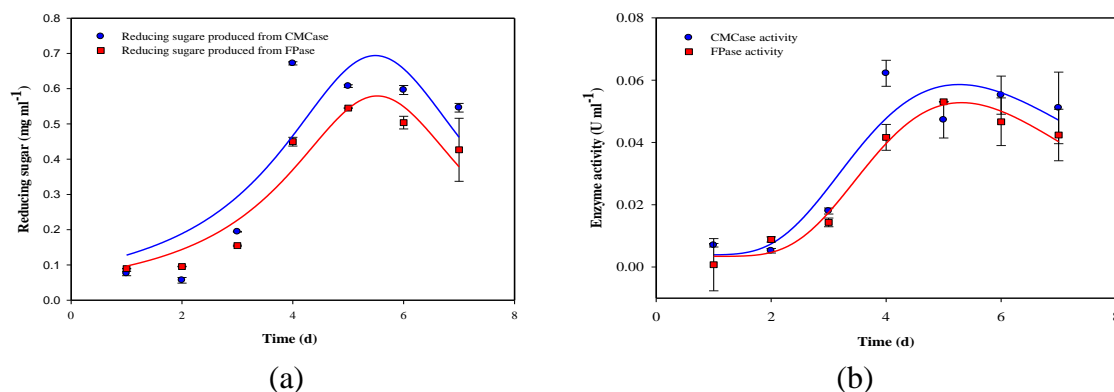 0.8
0.7
0.6
0.5
0.4
0.3
0.2
0.1
0.0
Reducing sugar (mg ml-1)
Reducing sugare produced from CMCase
Reducing sugare produced from FPase
0 2 4 6 8
Time (d)
(a)
0.08
0.06
0.04
0.02
0.00
Enzyme activity (U ml-1)
CMCase activity
FPase activity
0 2 4 6 8
Time (d)
(b)